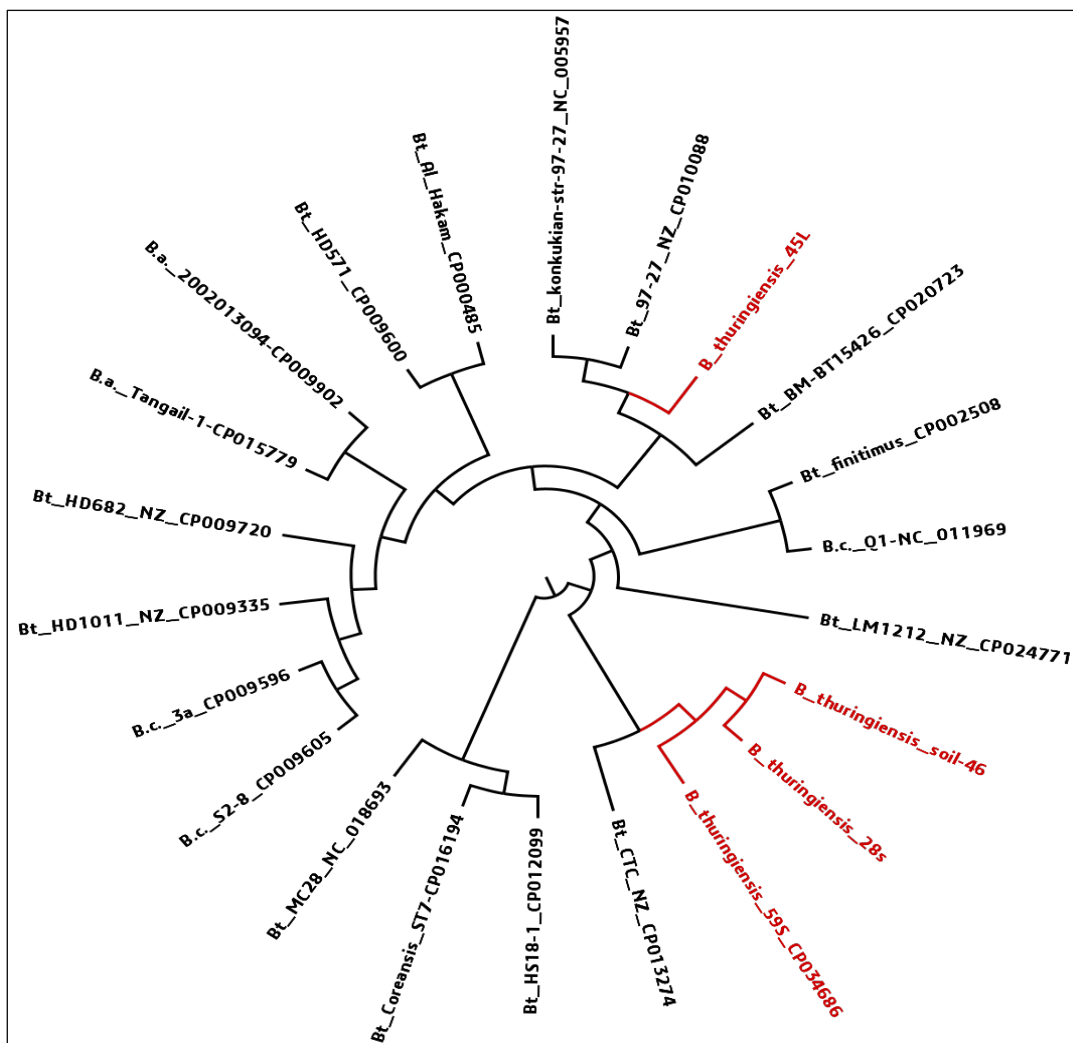 Bt_konkukian-str-97-27_NC_005957
Bt_97-27_NZ_CP010088
B_thuringiensis_45L
Bt_BM-BT15426_CP020723
Bt_finitimus_CP002508
B.c._Q1-NC_011969
Bt_LM1212_NZ_CP024771
B_thuringiensis_soil-46
B_thuringiensis_28s
B_thuringiensis_59S_CP034686
Bt_CTC_NZ_CP013274
Bt_HS18-1_CP012099
Bt_Coreansis_ST7-CP016194
Bt_MC28_NC_018693
B.c._S2-8_CP009605
B.c._3a_CP009596
Bt_HD1011_NZ_CP009335
Bt_HD682_NZ_CP009720
B.a._Tangail-1-CP015779
B.a._2002013094-CP009902
Bt_HD571_CP009600
Bt_Al_Hakam_CP000485